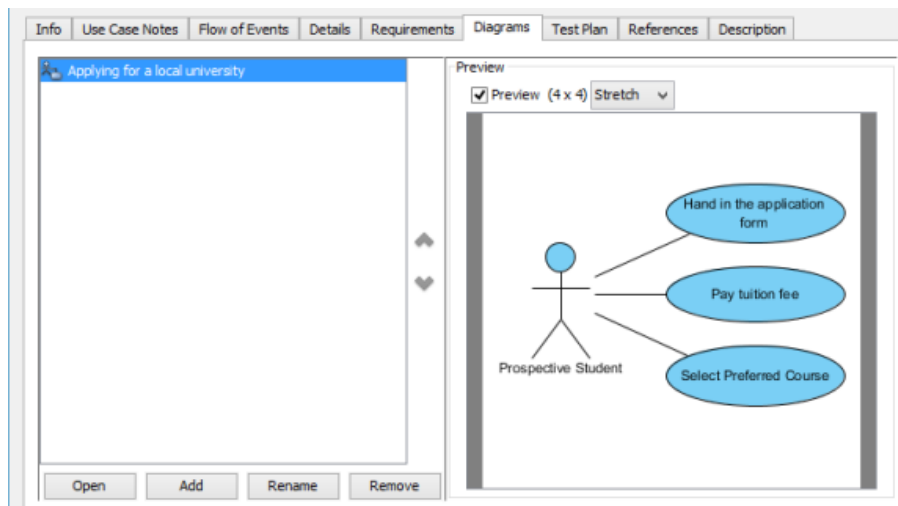 Info Use Case Notes Flow of Events Details Requirements Diagrams Test Plan References Description
Applying for a local university
Preview
Preview (4 x 4) Stretch
Hand in the application
form
Pay tuition fee
Prospective Student
Select Preferred Course
Open Add Rename Remove